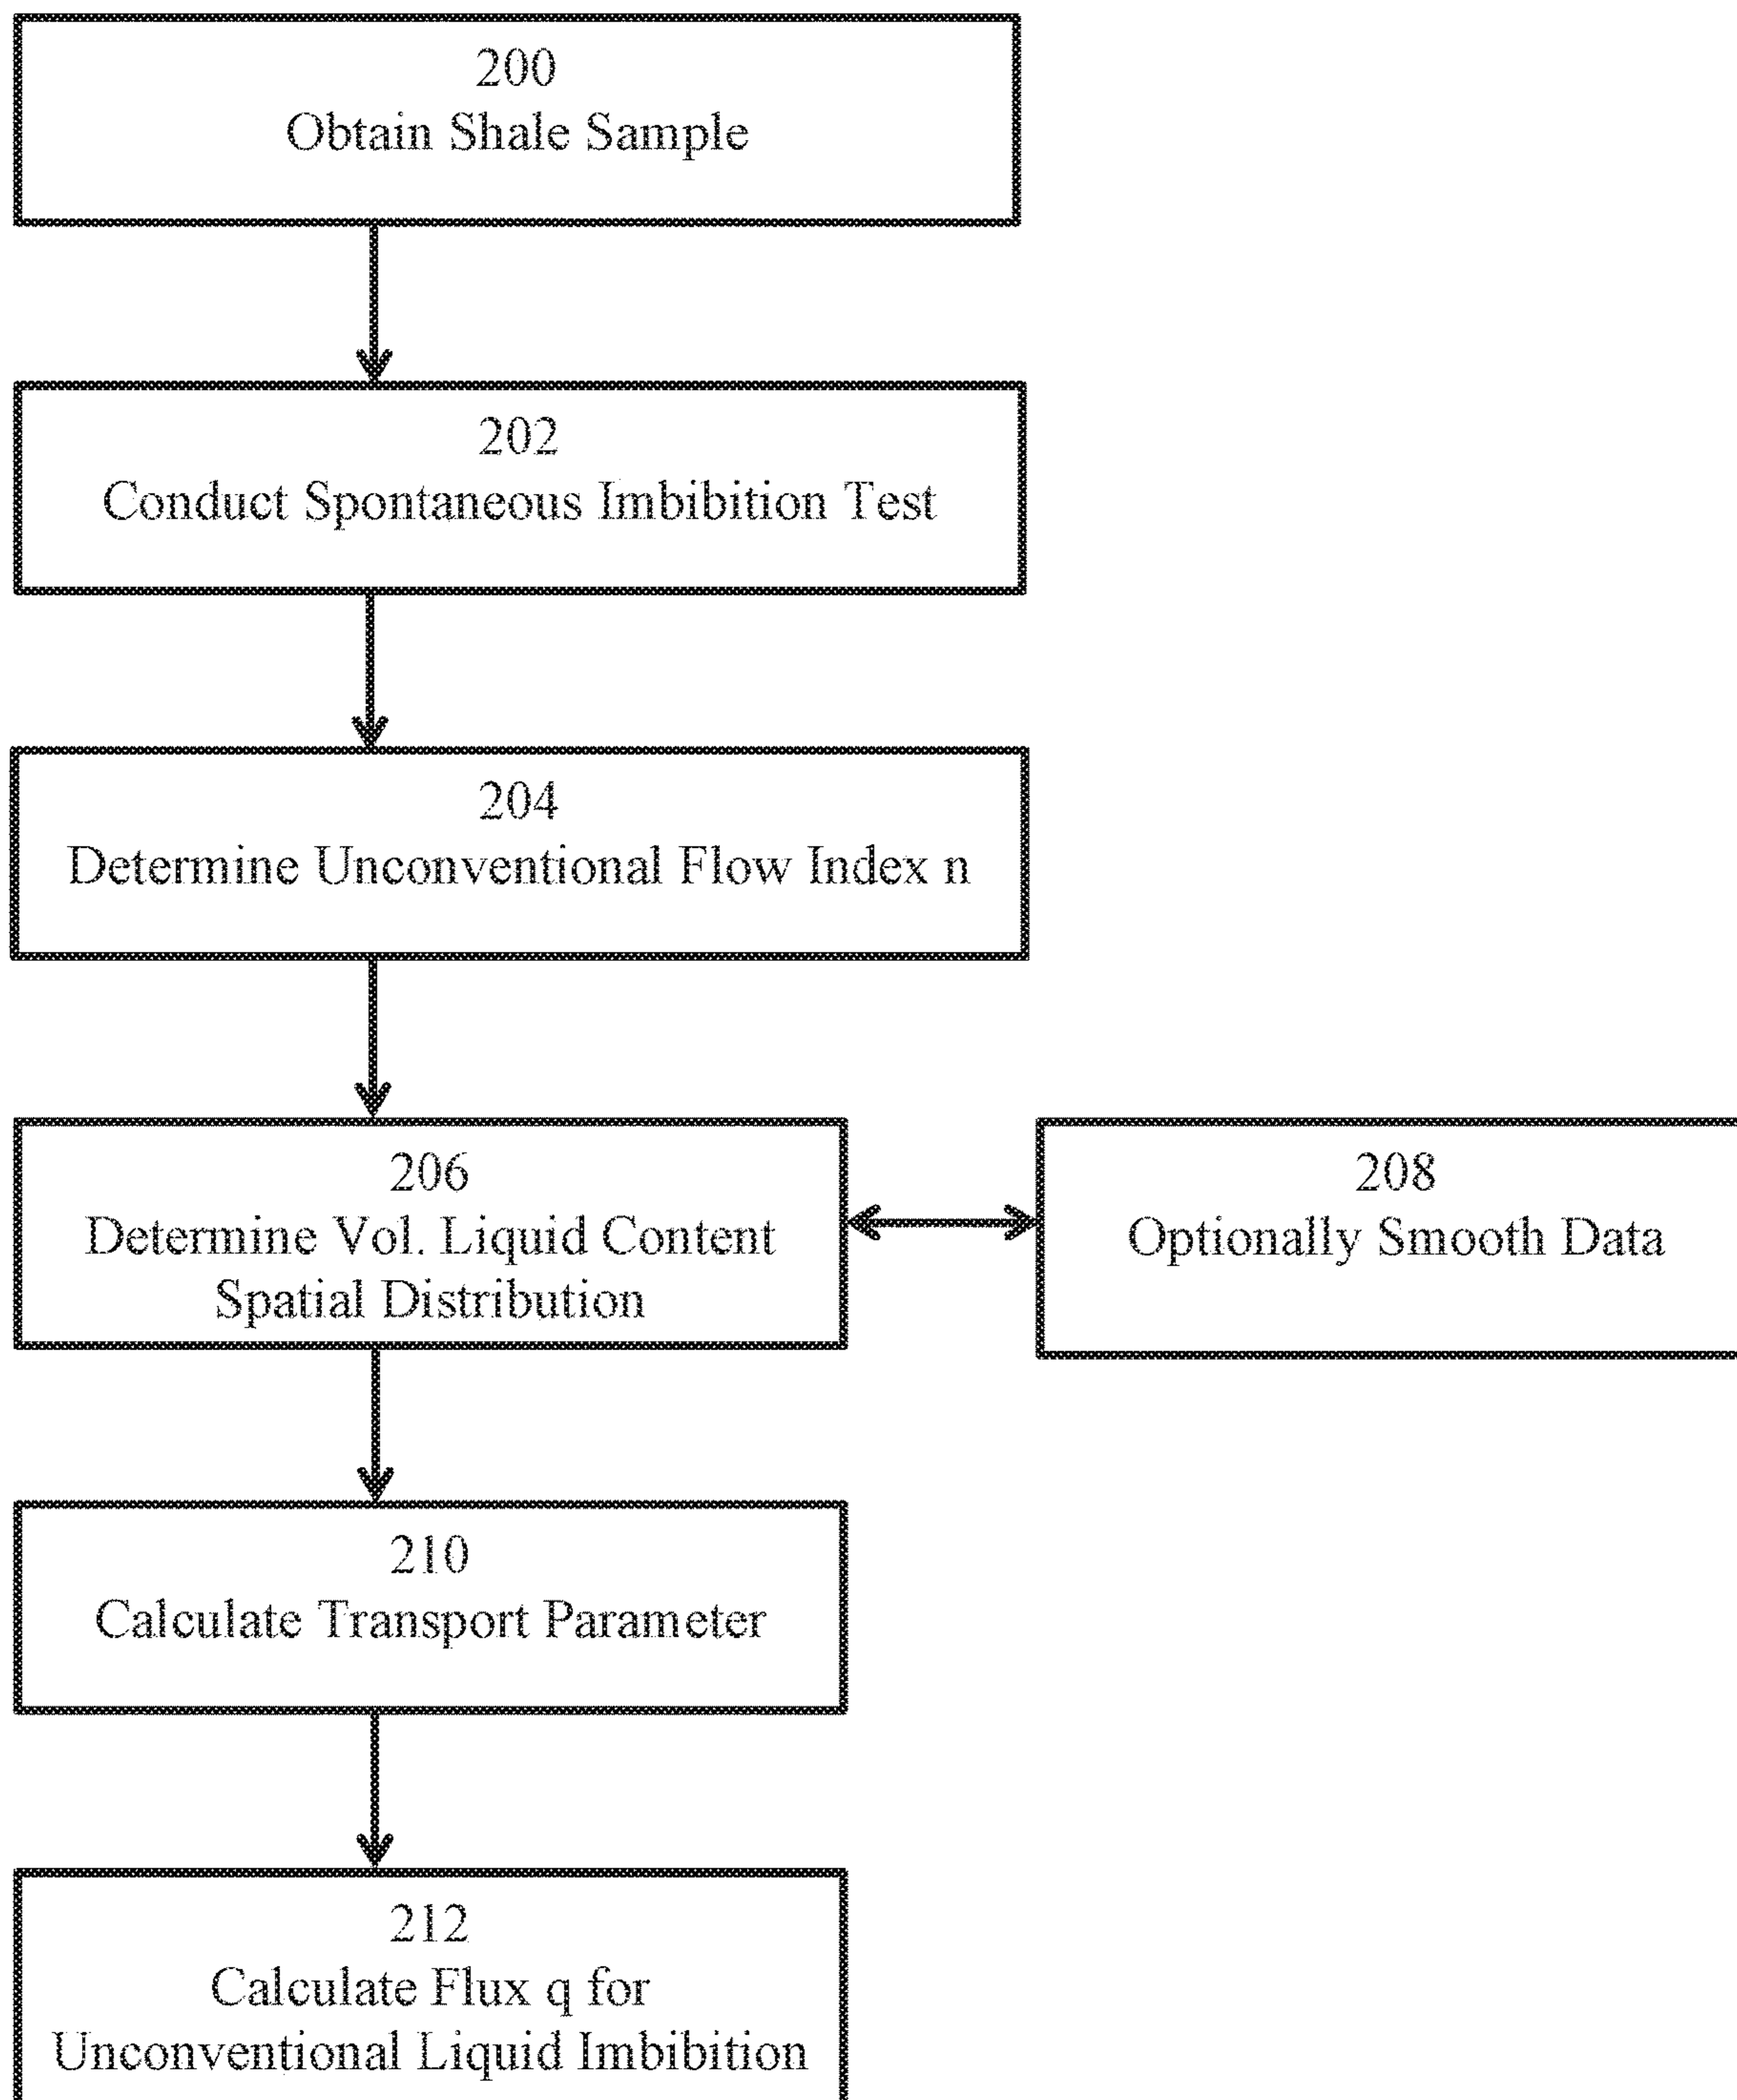 200
Obtain Shale Sample
202
Conduct Spontaneous Imbibition Test
204
Determine Unconventional Flow Index n
206
Determine Vol. Liquid Content
Spatial Distribution
208
Optionally Smooth Data
210
Calculate Transport Parameter
212
Calculate Flux q for
Unconventional Liquid Imbibition